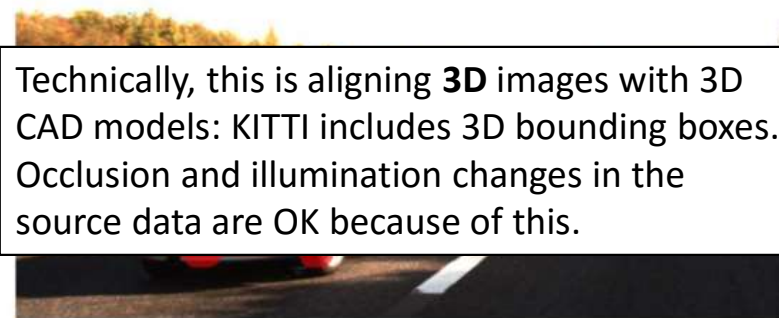 Technically, this is aligning 3D images with 3D
CAD models: KITTI includes 3D bounding boxes.
Occlusion and illumination changes in the
source data are OK because of this.